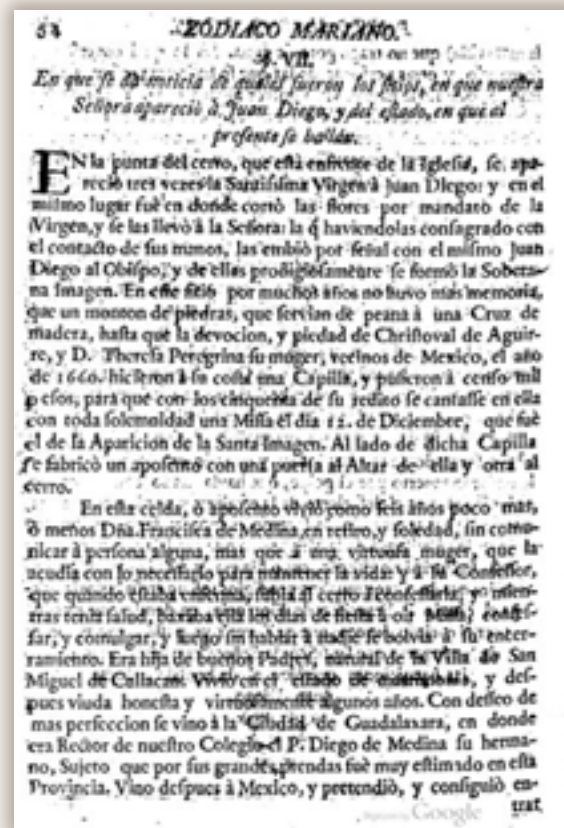 58 ZODIACO MARIANO.
§. VII.
En que se dà noticia de quales fueron los sitios, en que nuestra
Señora apareciò à Juan Diego, y del estado, en que al
presente se hallan.
EN la punta del cerro, que està enfrente de la Iglesia, se apa-
reciò tres vezes la Santissima Virgen à Juan Diego: y en el
mismo lugar fuè en donde cortò las flores por mandato de la
Virgen, y se las llevò à la Señora: la q̃ haviendolas consagrado con
el contacto de sus manos, las embiò por señal con el mismo Juan
Diego al Obispo, y de ellas prodigiosamente se formò la Sobera-
na Imagen. En este sitio por muchos años no huvo mas memoria,
que un monton de piedras, que servian de peana à una Cruz de
madera, hasta que la devocion, y piedad de Christoval de Aguir-
re, y D. Theresa Peregrina su muger, vecinos de Mexico, el año
de 1660. hicieron à su costa una Capilla, y pusieron à censo mil
pesos, para que con los cinquenta de su redito se cantasse en ella
con toda solemnidad una Missa el dia 12. de Diciembre, que fuè
el de la Aparicion de la Santa Imagen. Al lado de dicha Capilla
se fabricò un aposento con una puerta al Altar de ella y otra al
cerro.
En esta celda, ò aposento viviò como seis años poco mas,
ò menos Dña. Francisca de Medina, en retiro, y soledad, sin comu-
nicar à persona alguna, mas que à una virtuosa muger, que la
acudia con lo necessario para mantener la vida: y à su Confessor,
que quando estaba enferma, subia al cerro à confessarla; y mien-
tras tenia salud, baxaba ella los dias de fiesta à oir Missa, confes-
sar, y comulgar, y luego sin hablar à nadie se bolvia à su enter-
ramiento. Era hija de buenos Padres, natural de la Villa de San
Miguel de Culiacan. Viviò en el estado de matrimonio, y des-
pues viuda honesta y virtuosamente algunos años. Con desseo de
mas perfeccion se vino à la Ciudad de Guadalaxara, en donde
era Rector de nuestro Colegio el P. Diego de Medina su herma-
no, Sujeto que por sus grandes prendas fuè muy estimado en esta
Provincia. Vino despues à Mexico, y pretendiò, y consiguiò en-
trar
Google